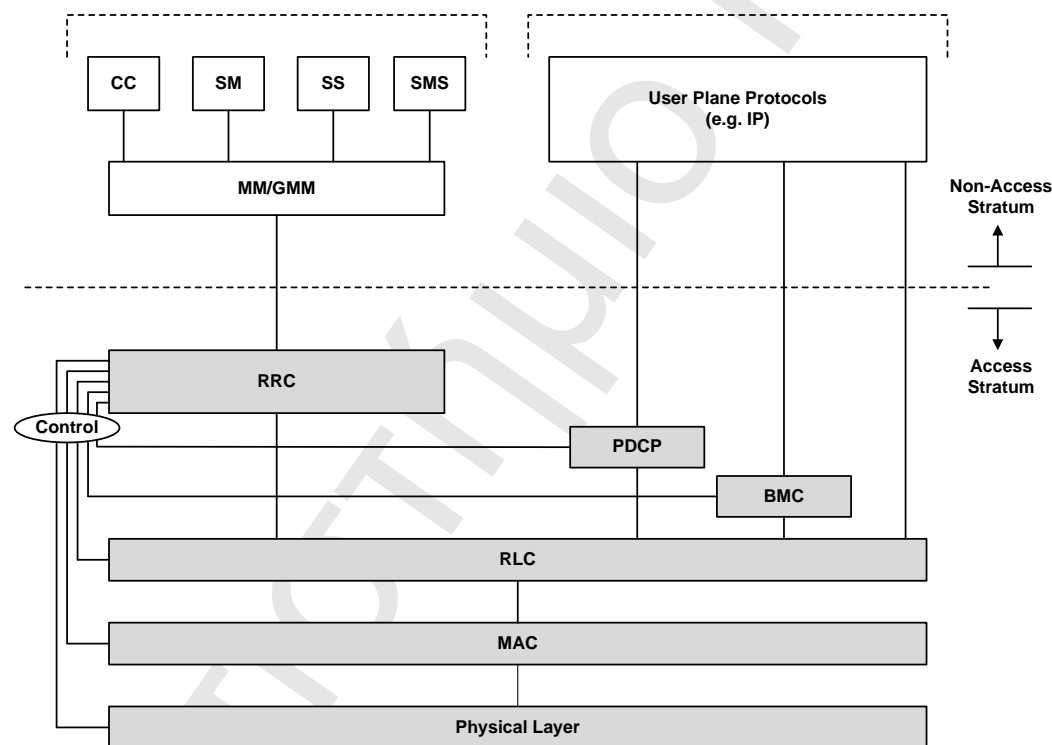 CC
SM
SS
SMS
User Plane Protocols
(e.g. IP)
MM/GMM
Non-Access
Stratum
Access
Stratum
RRC
Control
PDCP
BMC
RLC
MAC
Physical Layer